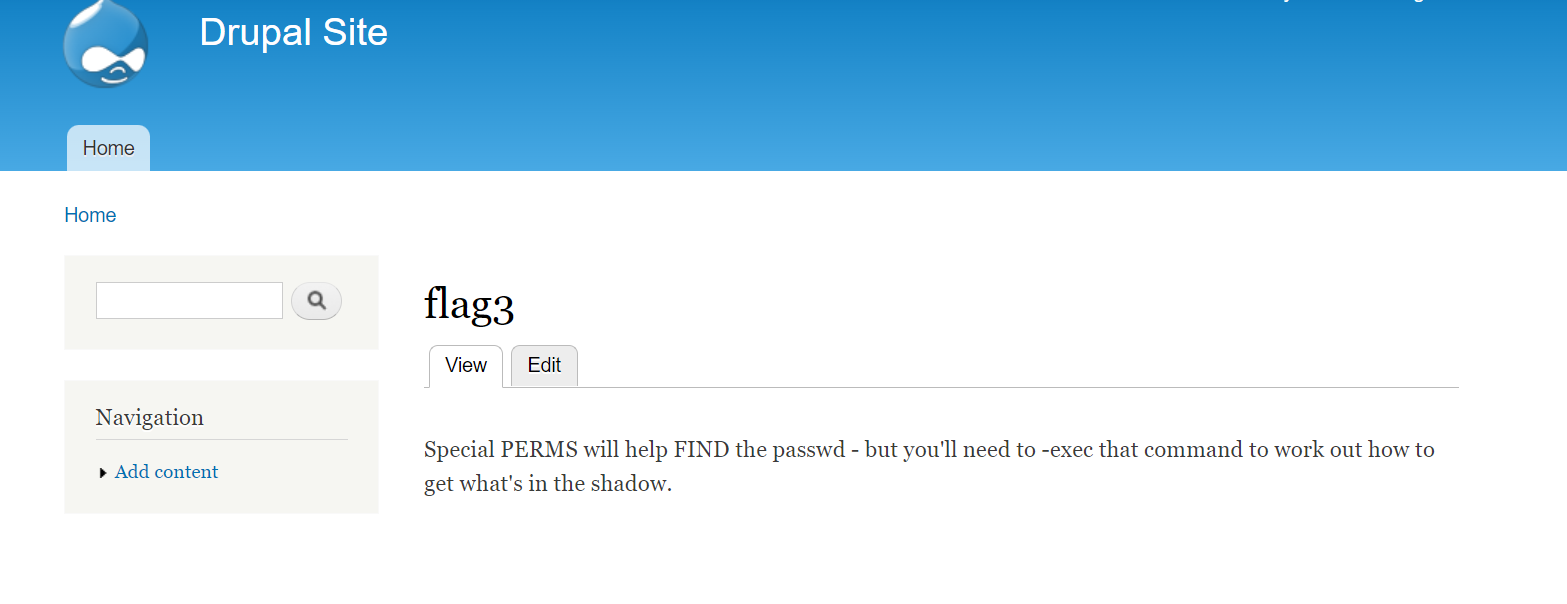 Drupal Site
Home
Home
flag3
View
Edit
Navigation
Add content
Special PERMS will help FIND the passwd - but you'll need to -exec that command to work out how to
get what's in the shadow.